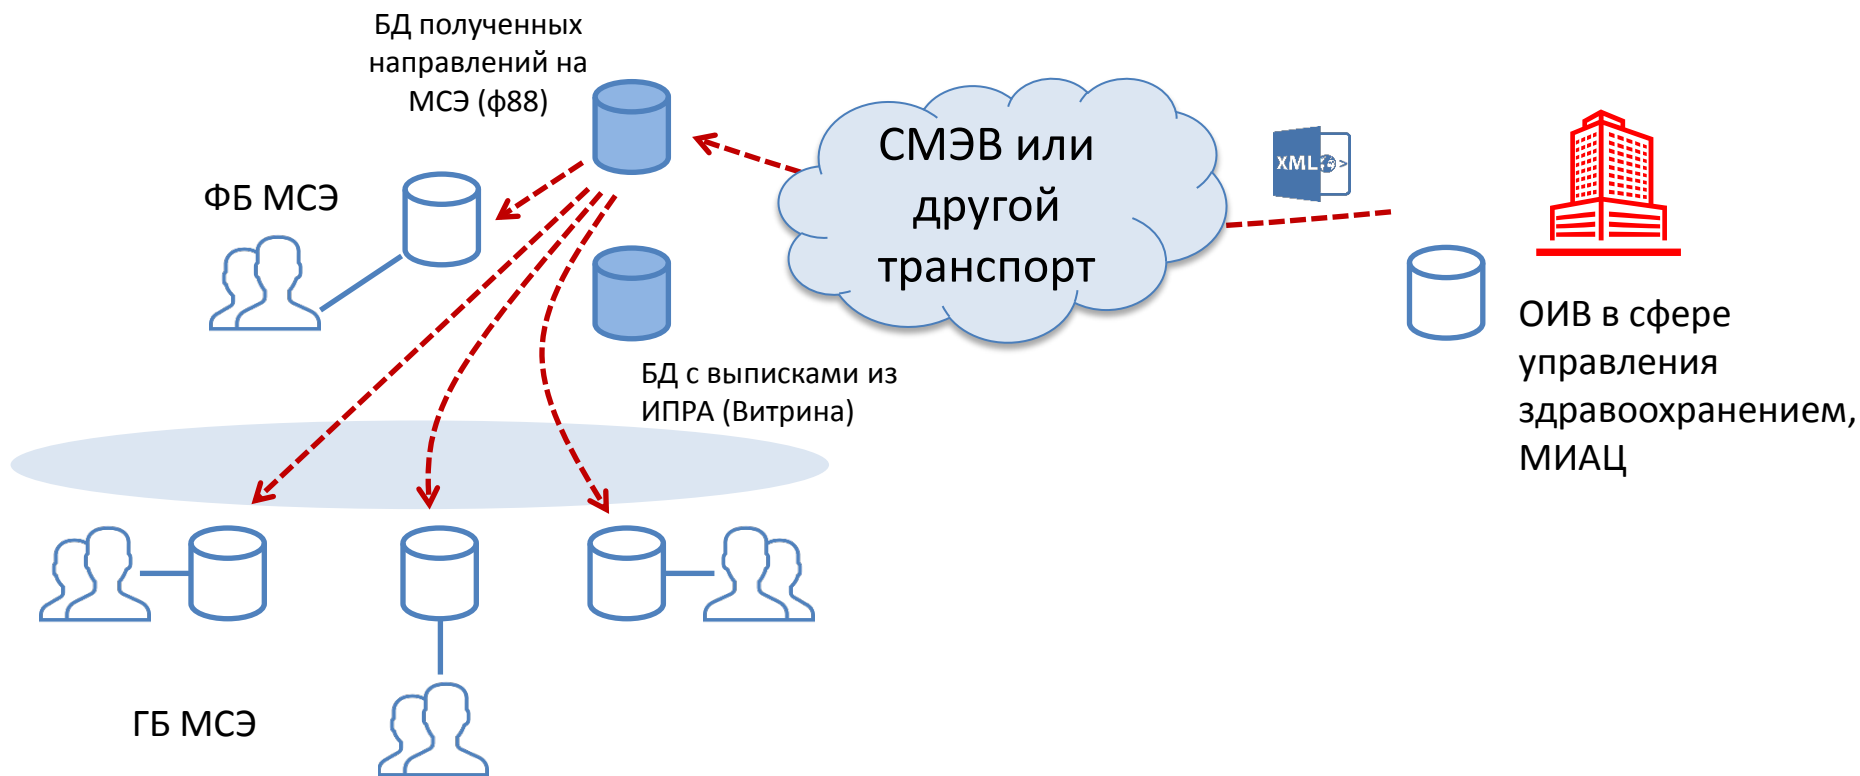 БД полученных
направлений на
МСЭ (ф88)
СМЭВ или
другой
транспорт
XML
ФБ МСЭ
ОИВ в сфере
управления
здравоохранением,
МИАЦ
БД с выписками из
ИПРА (Витрина)
ГБ МСЭ